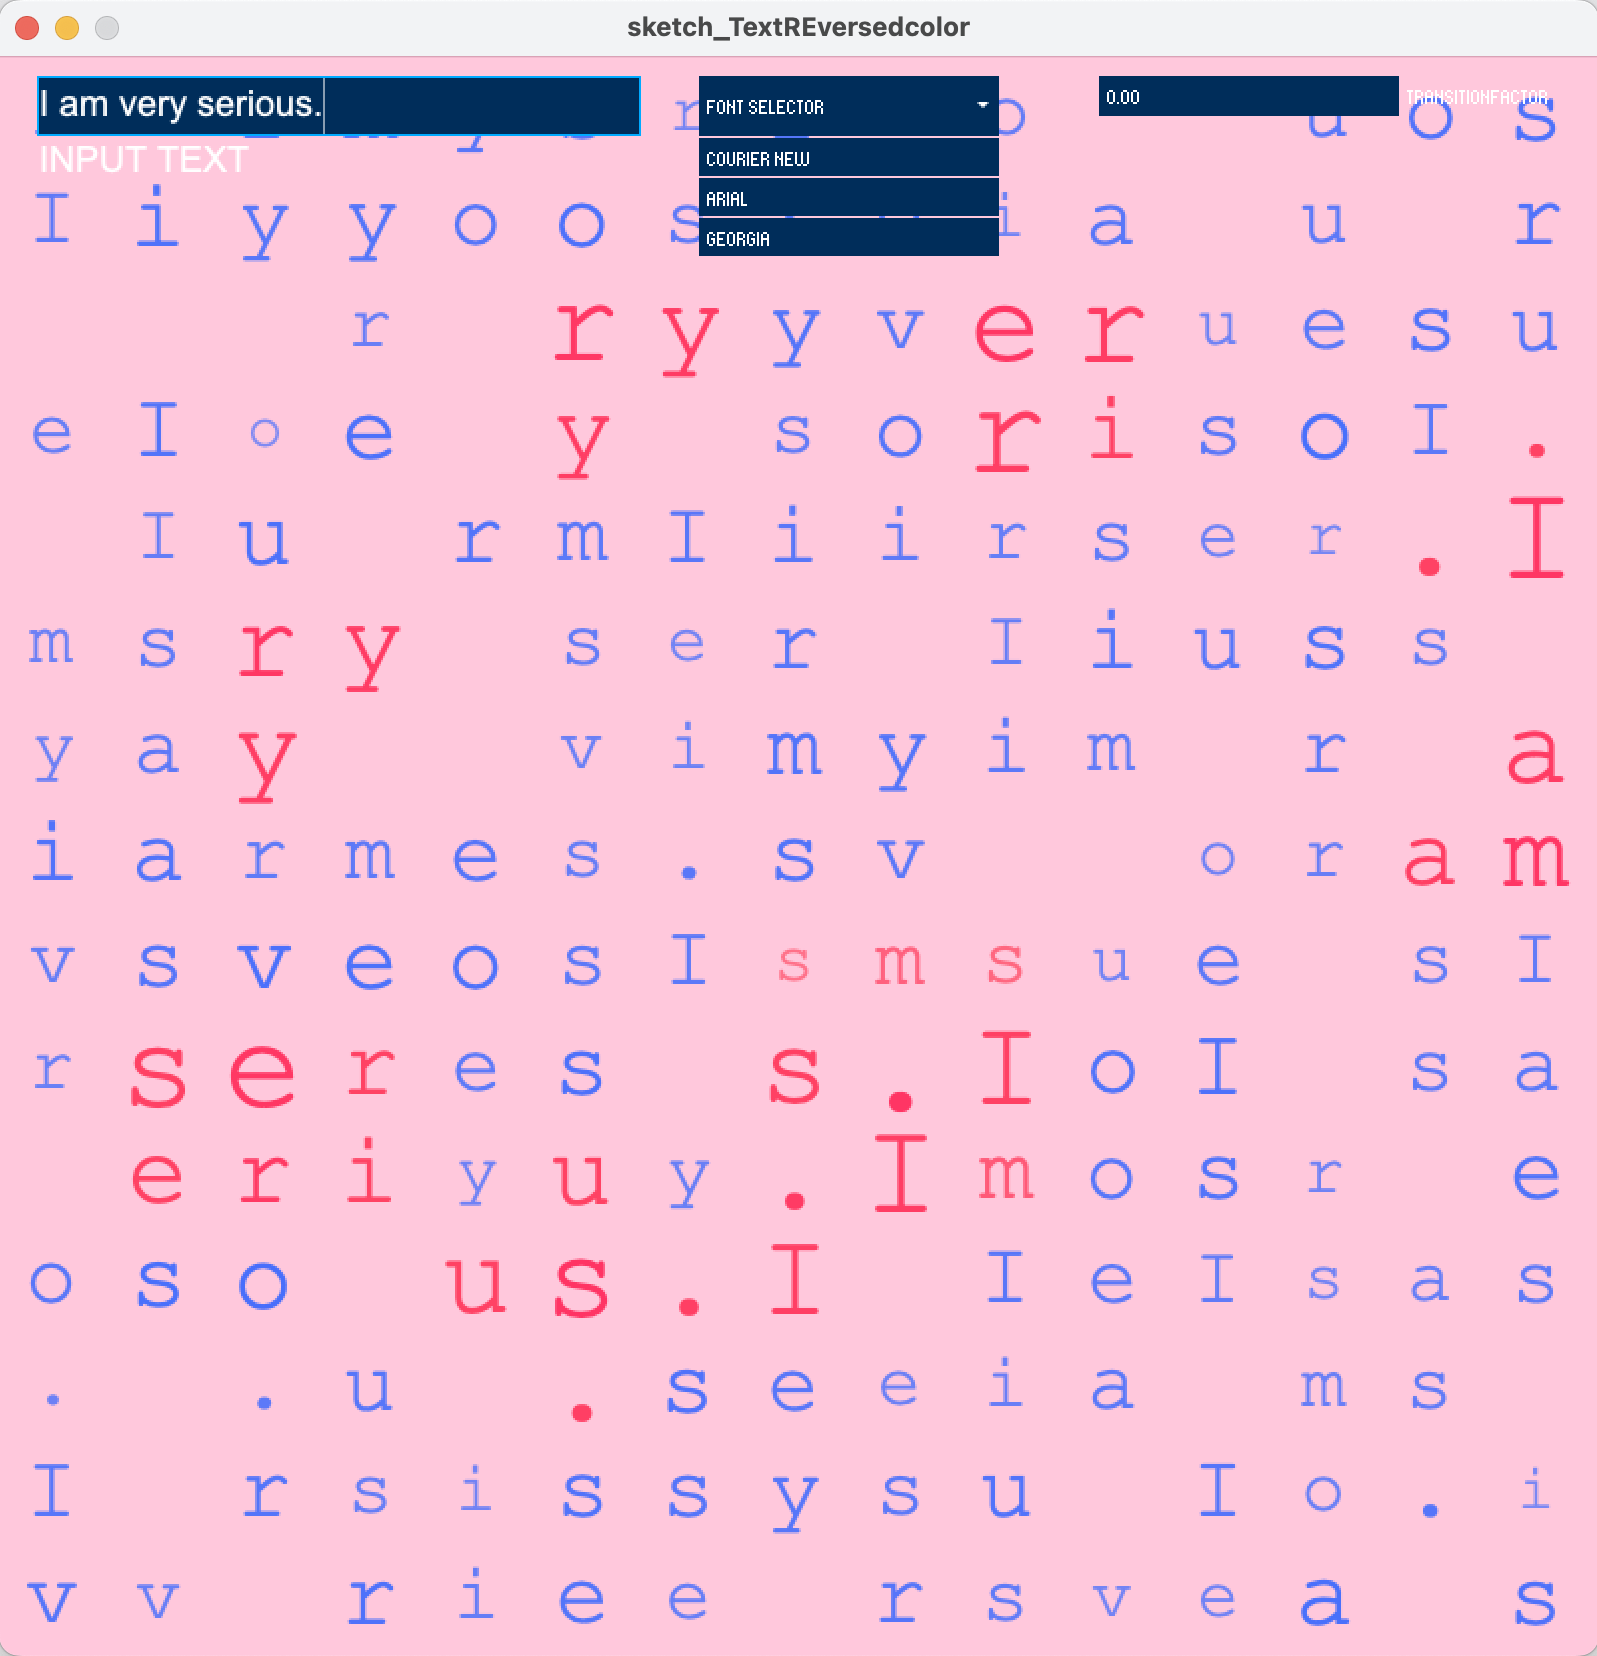 sketch_TextREversedcolor
I am very serious.
FONT SELECTOR
0.00
TRANSITIONFACTOR
r o u o s
INPUT TEXT
COURIER NEW
ARIAL
GEORGIA
I i y y o o s i a u r
r r y y v e r u e s u
e I o e y s o r i s o I .
I u r m I i i r s e r . I
m s r y s e r I i u s s
y a y v i m y i m r a
i a r m e s . s v o r a m
v s v e o s I s m s u e s I
r s e r e s s . I o I s a
e r i y u y . I m o s r e
o s o u s . I I e I s a s
. . u . s e e i a m s
I r s i s s y s u I o . i
v v r i e e r s v e a s